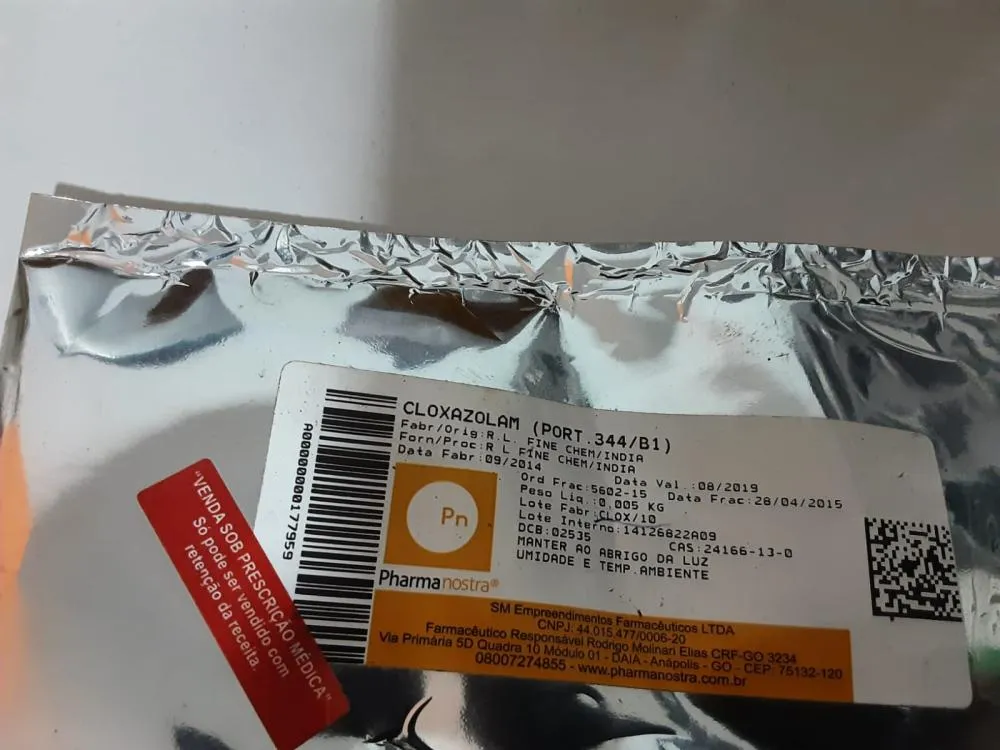 CLOXAZOLAM (PORT.344/B1)
Fabr/Orig:R.L. FINE CHEM/INDIA
Forn/Proc:R L FINE CHEM/INDIA
Data Fabr:09/2014 Data Val.:08/2019
Ord Frac:5602-15 Data Frac:28/04/2015
Peso Liq.:0,005 KG
Lote Fabr:CLOX/10
Lote Interno:14126822A09
DCB:02535 CAS:24166-13-0
MANTER AO ABRIGO DA LUZ
UMIDADE E TEMP.AMBIENTE
Pn
Pharmanostra®
SM Empreendimentos Farmacêuticos LTDA
CNPJ: 44.015.477/0006-20
Farmacêutico Responsável Rodrigo Molinari Elias CRF-GO 3234
Via Primária 5D Quadra 10 Módulo 01 - DAIA - Anápolis - GO - CEP: 75132-120
08007274855 - www.pharmanostra.com.br
"VENDA SOB PRESCRIÇÃO MÉDICA"
Só pode ser vendido com
retenção da receita.